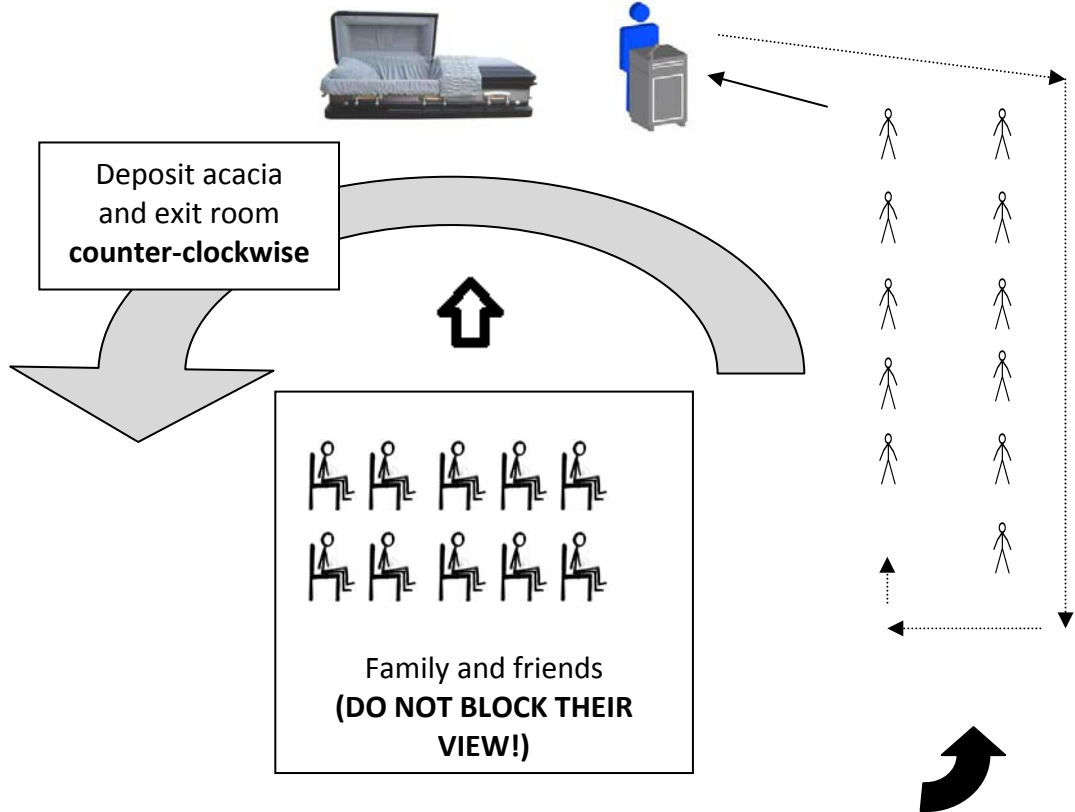 Deposit acacia
and exit room
counter-clockwise
Family and friends
(DO NOT BLOCK THEIR
VIEW!)